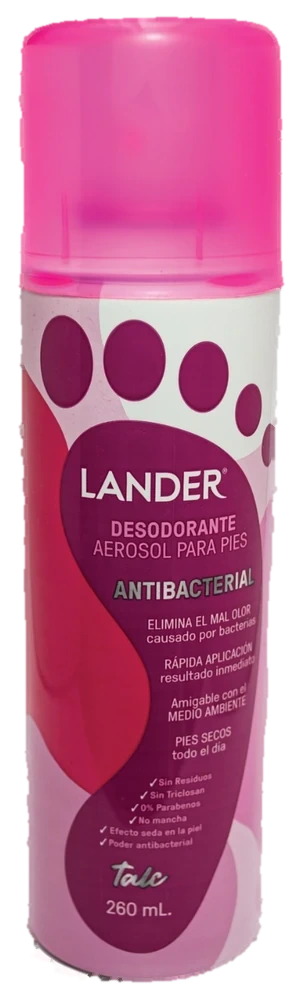 LANDER®
DESODORANTE
AEROSOL PARA PIES
ANTIBACTERIAL
ELIMINA EL MAL OLOR
causado por bacterias
RÁPIDA APLICACIÓN
resultado inmediato
Amigable con el
MEDIO AMBIENTE
PIES SECOS
todo el día
✓Sin Residuos
✓Sin Triclosan
✓0% Parabenos
✓No mancha
✓Efecto seda en la piel
✓Poder antibacterial
Talc
260 mL.